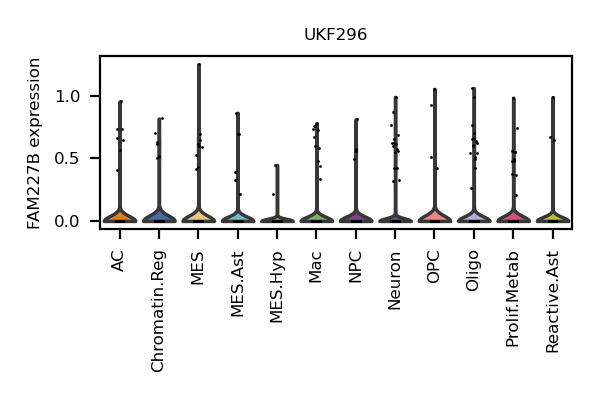 UKF296
FAM227B expression
1.0
0.5
0.0
AC
Chromatin.Reg
MES
MES.Ast
MES.Hyp
Mac
NPC
Neuron
OPC
Oligo
Prolif.Metab
Reactive.Ast